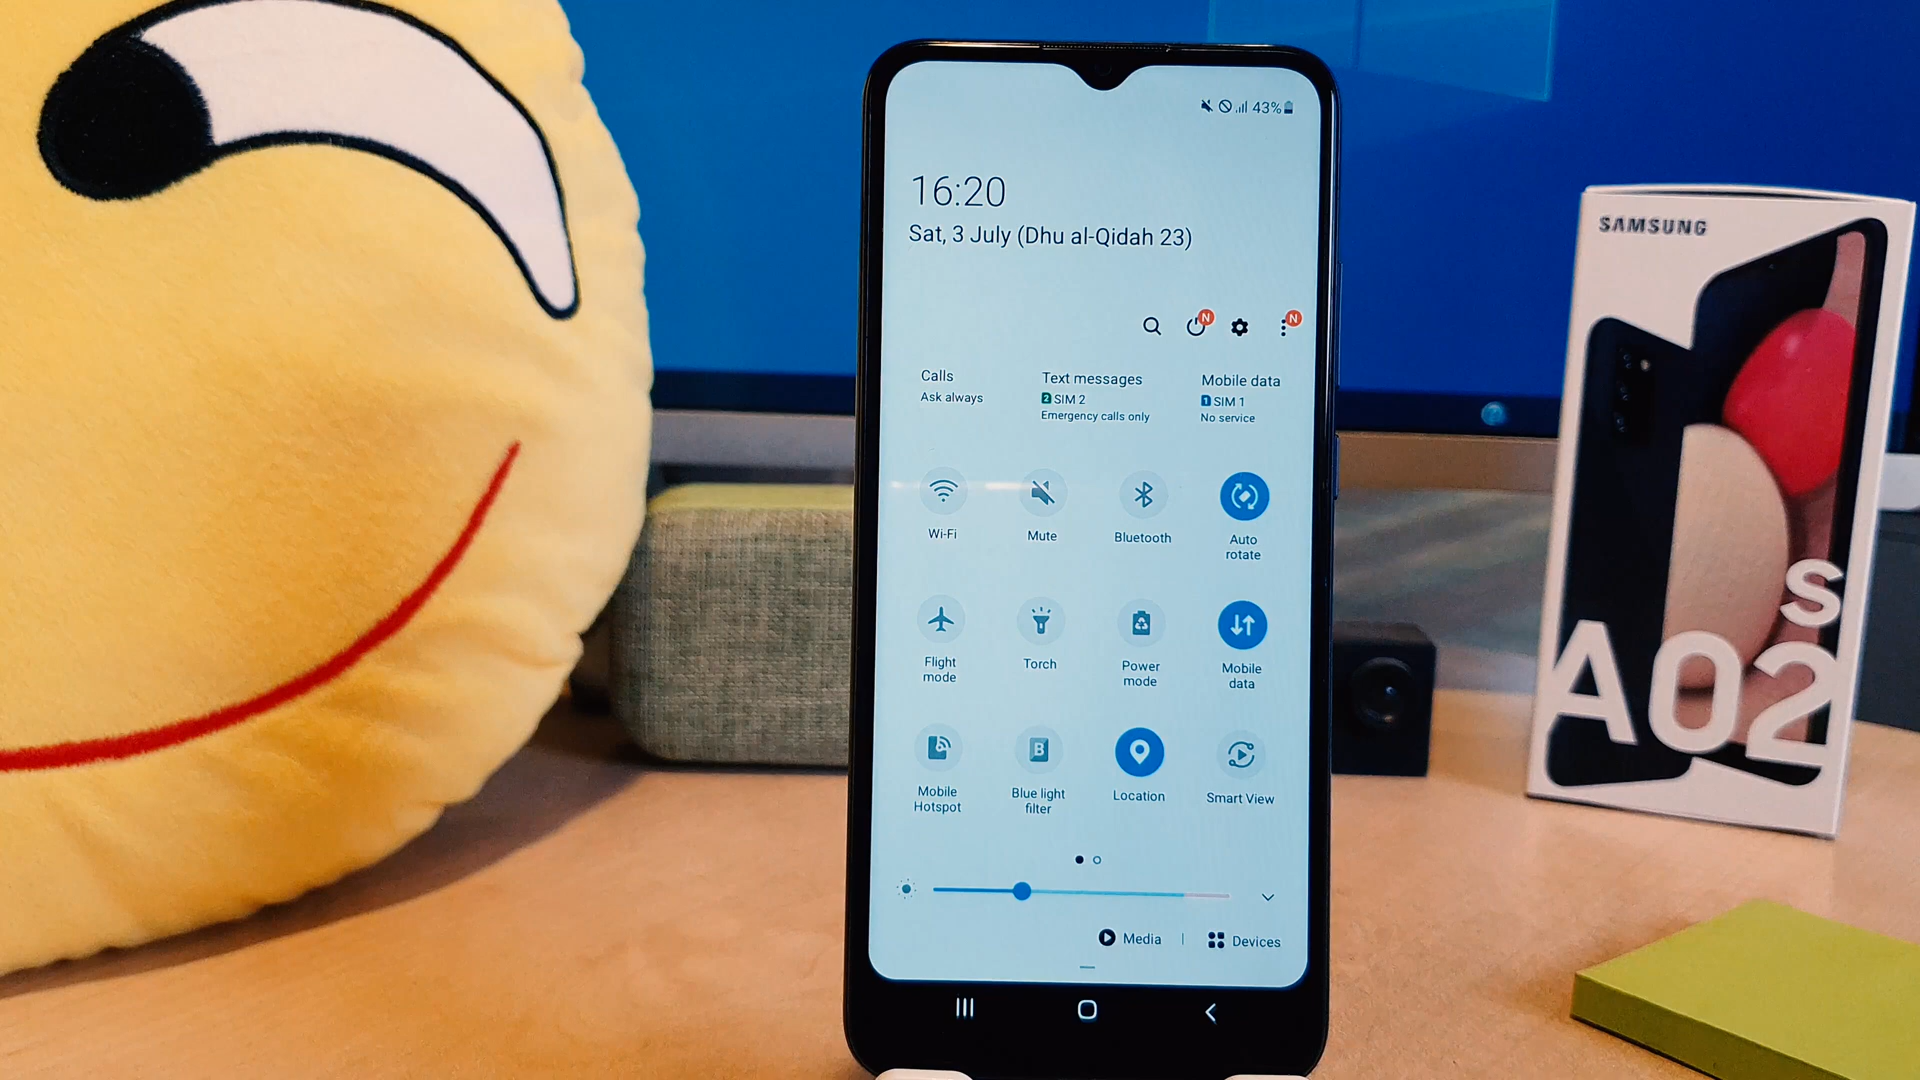 43%
16:20
Sat, 3 July (Dhu al-Qidah 23)
N
N
Calls
Ask always
Text messages
2 SIM 2
Emergency calls only
Mobile data
1 SIM 1
No service
Wi-Fi
Mute
Bluetooth
Auto
rotate
Flight
mode
Torch
Power
mode
Mobile
data
Mobile
Hotspot
B
Blue light
filter
Location
Smart View
Media
Devices
SAMSUNG
A02
s